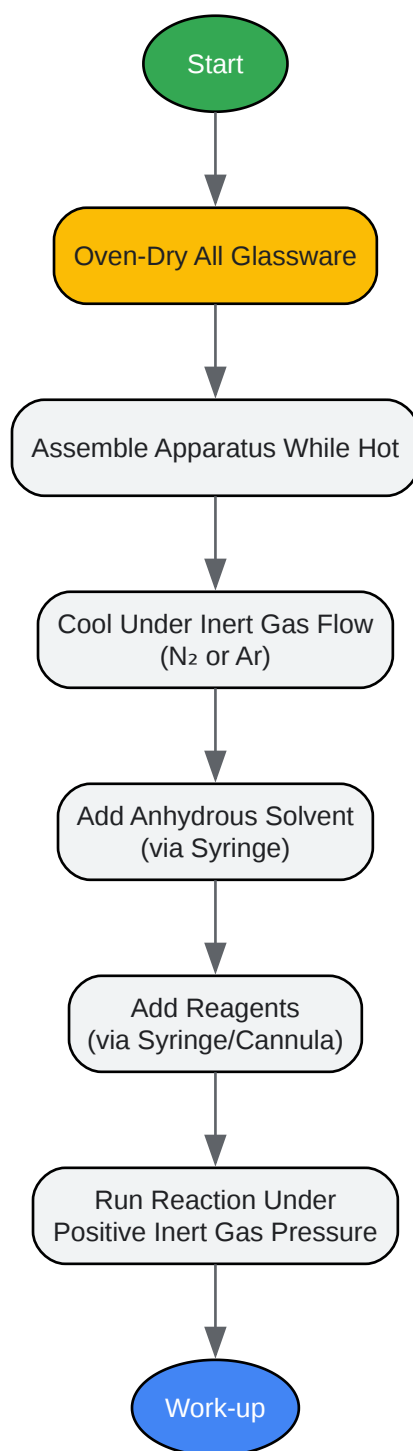 Start
Oven-Dry All Glassware
Assemble Apparatus While Hot
Cool Under Inert Gas Flow
(N₂ or Ar)
Add Anhydrous Solvent
(via Syringe)
Add Reagents
(via Syringe/Cannula)
Run Reaction Under
Positive Inert Gas Pressure
Work-up